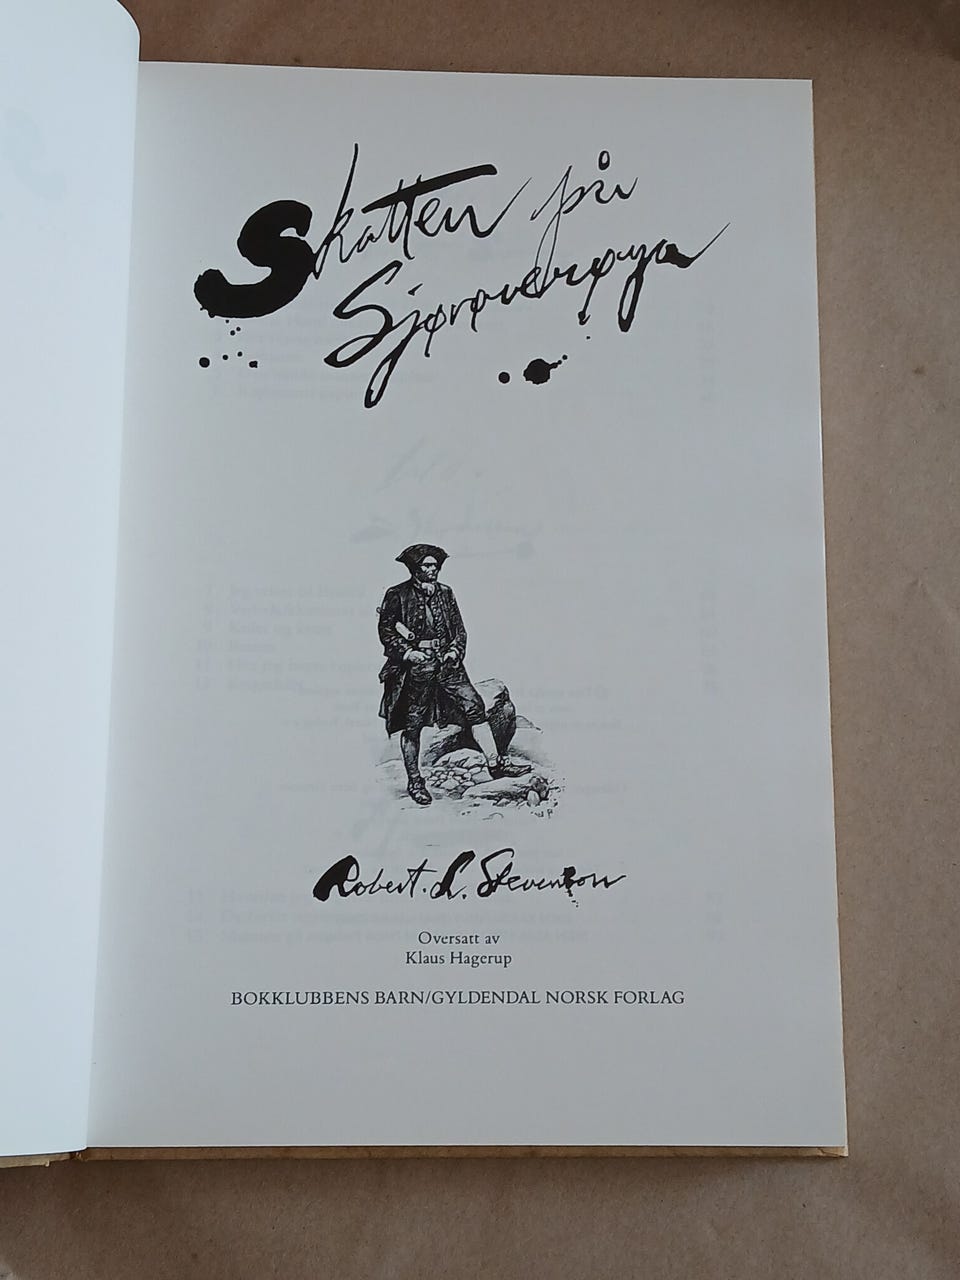 Skatten på
Sjørøverøya
Robert. L. Stevenson
Oversatt av
Klaus Hagerup
BOKKLUBBENS BARN/GYLDENDAL NORSK FORLAG